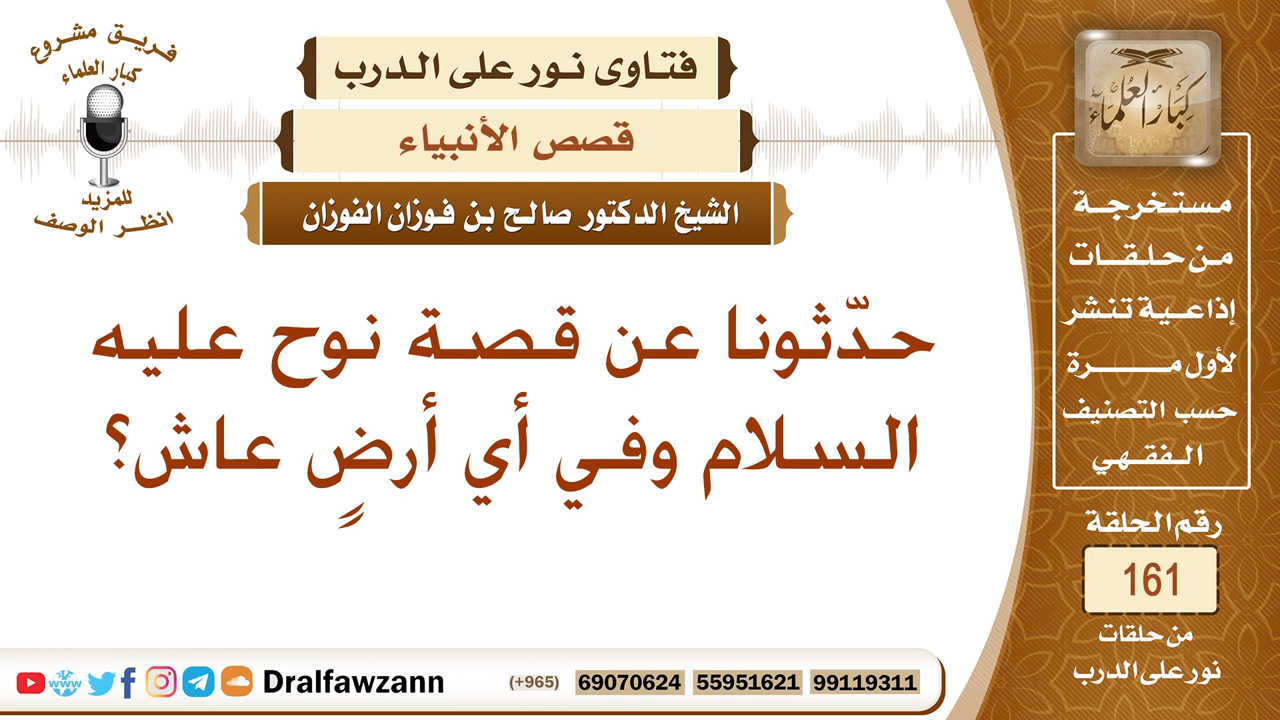 فريق مشروع
كبار العلماء
للمزيد
انظر الوصف
فتاوى نور على الدرب
قصص الأنبياء
الشيخ الدكتور صالح بن فوزان الفوزان
حدّثونا عن قصة نوح عليه
السلام وفي أي أرضٍ عاش؟
كبار العلماء
مستخرجة
من حلقات
إذاعية تنشر
لأول مرة
حسب التصنيف
الفقهي
رقم الحلقة
161
من حلقات
نور على الدرب
www Dralfawzann (+965) 69070624 55951621 99119311